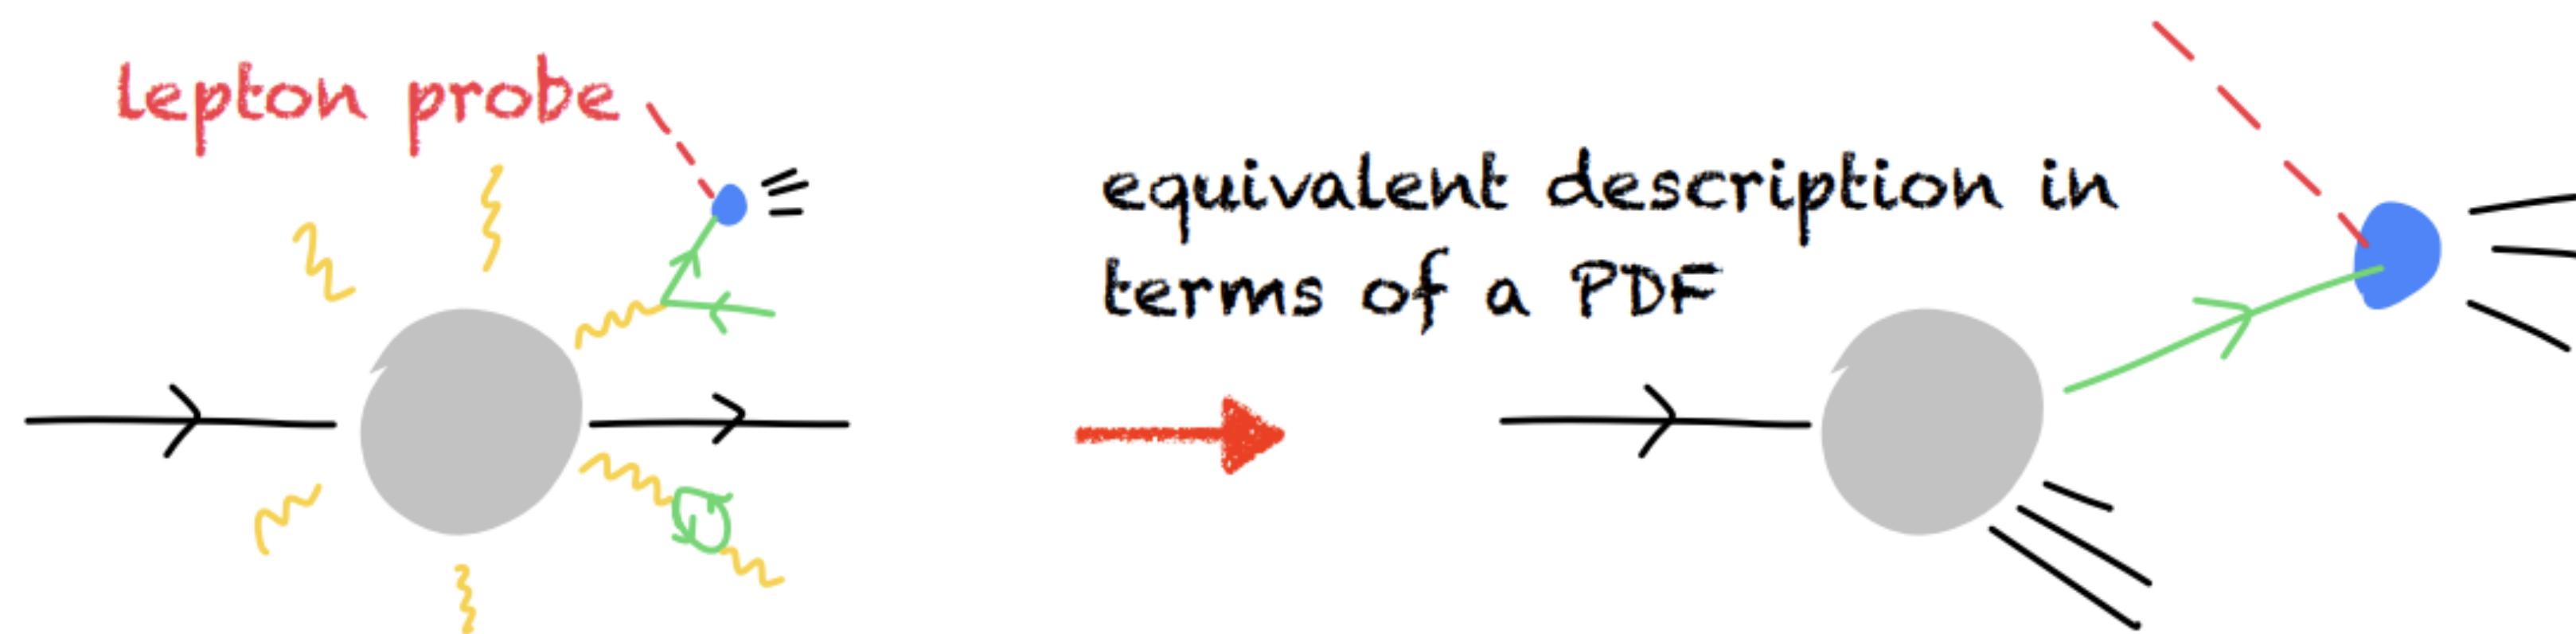 lepton probe
equivalent description in
terms of a PDF